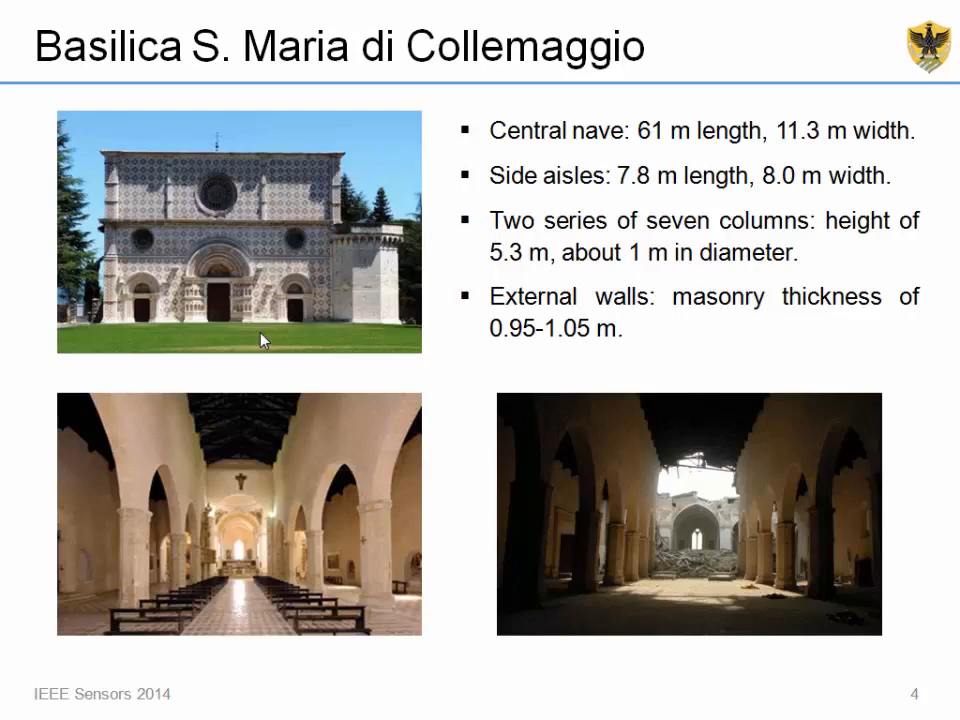 Basilica S. Maria di Collemaggio
▪ Central nave: 61 m length, 11.3 m width.
▪ Side aisles: 7.8 m length, 8.0 m width.
▪ Two series of seven columns: height of
5.3 m, about 1 m in diameter.
▪ External walls: masonry thickness of
0.95-1.05 m.
IEEE Sensors 2014
4